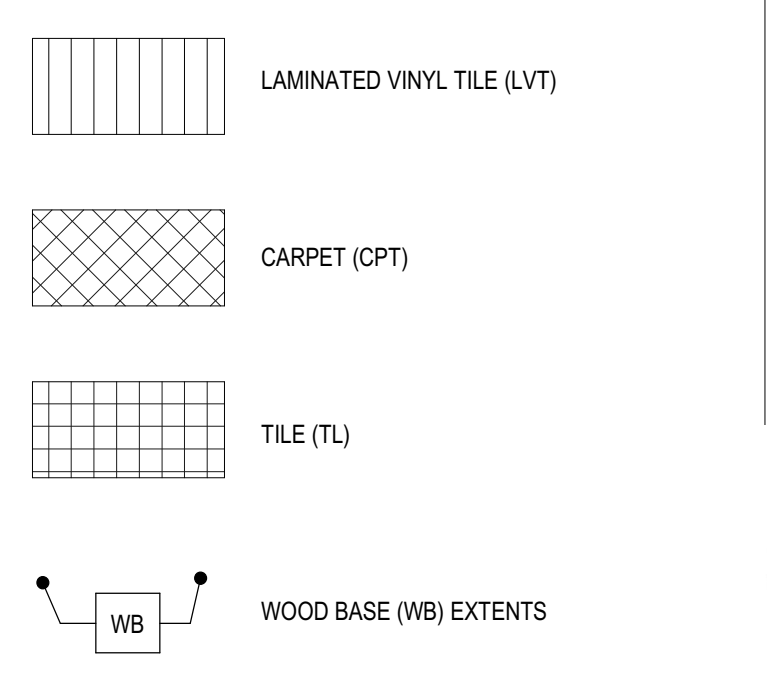 LAMINATED VINYL TILE (LVT)
CARPET (CPT)
TILE (TL)
WB
WOOD BASE (WB) EXTENTS